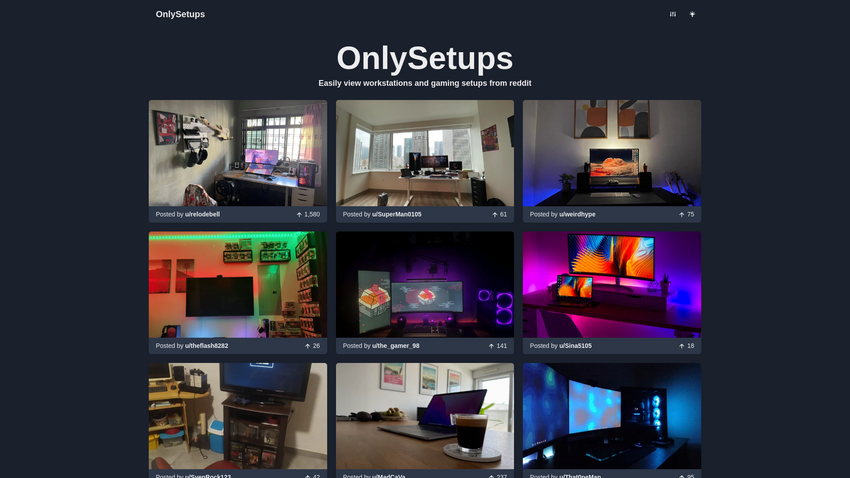 OnlySetups
OnlySetups
Easily view workstations and gaming setups from reddit
Posted by u/relodebell 1,580
Posted by u/SuperMan0105 61
Posted by u/weirdhype 75
Posted by u/theflash8282 26
Posted by u/the_gamer_98 141
Posted by u/Sina5105 18
Posted by u/SvenRock123 42
Posted by u/MadCaVa 237
Posted by u/ThatOneMan 95